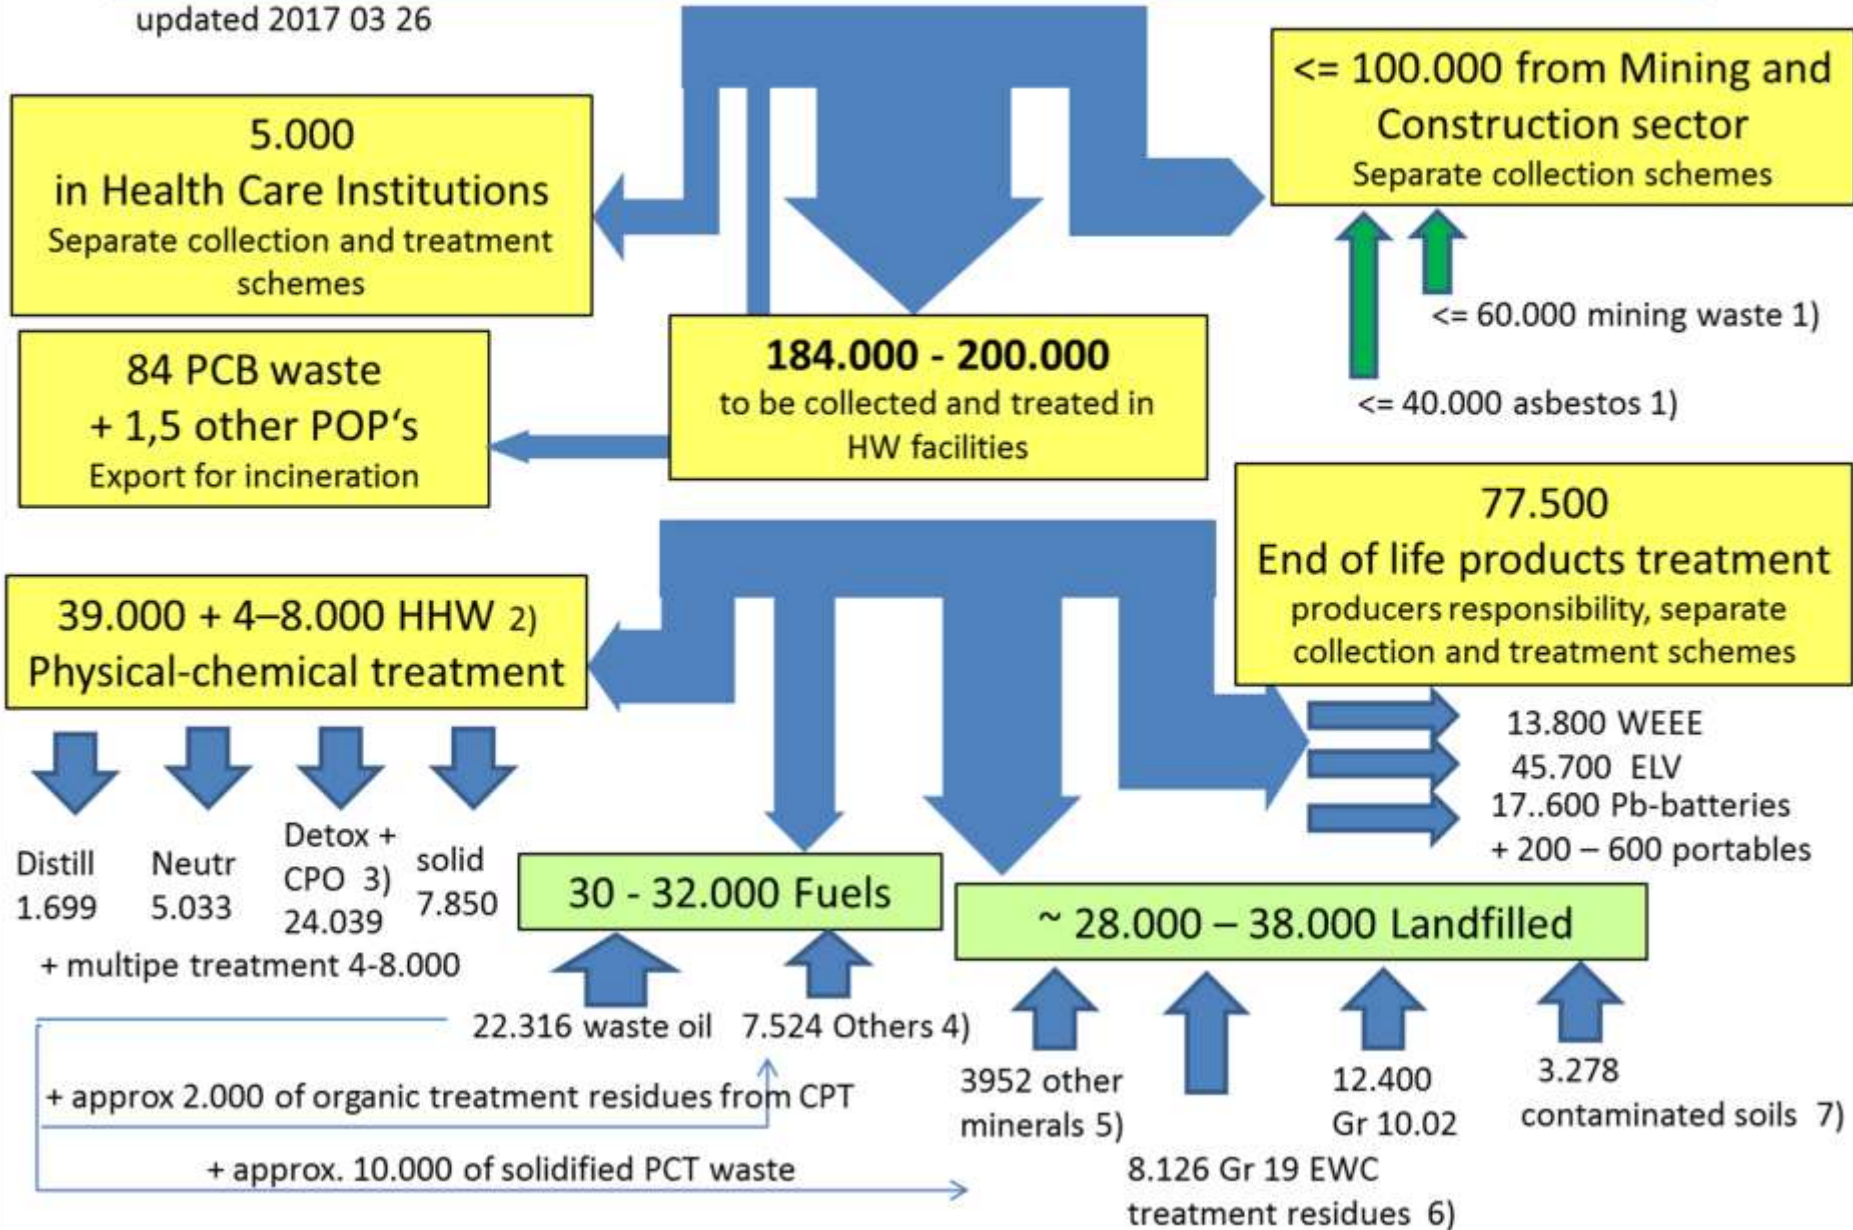 updated 2017 03 26
5.000
in Health Care Institutions
Separate collection and treatment
schemes
<= 100.000 from Mining and
Construction sector
Separate collection schemes
<= 60.000 mining waste 1)
<= 40.000 asbestos 1)
84 PCB waste
+ 1,5 other POP‘s
Export for incineration
184.000 - 200.000
to be collected and treated in
HW facilities
77.500
End of life products treatment
producers responsibility, separate
collection and treatment schemes
13.800 WEEE
45.700 ELV
17..600 Pb-batteries
+ 200 – 600 portables
39.000 + 4–8.000 HHW 2)
Physical-chemical treatment
Distill
1.699
Neutr
5.033
Detox +
CPO 3)
24.039
solid
7.850
+ multipe treatment 4-8.000
30 - 32.000 Fuels
22.316 waste oil
7.524 Others 4)
~ 28.000 – 38.000 Landfilled
3952 other
minerals 5)
8.126 Gr 19 EWC
treatment residues 6)
12.400
Gr 10.02
3.278
contaminated soils 7)
+ approx 2.000 of organic treatment residues from CPT
+ approx. 10.000 of solidified PCT waste